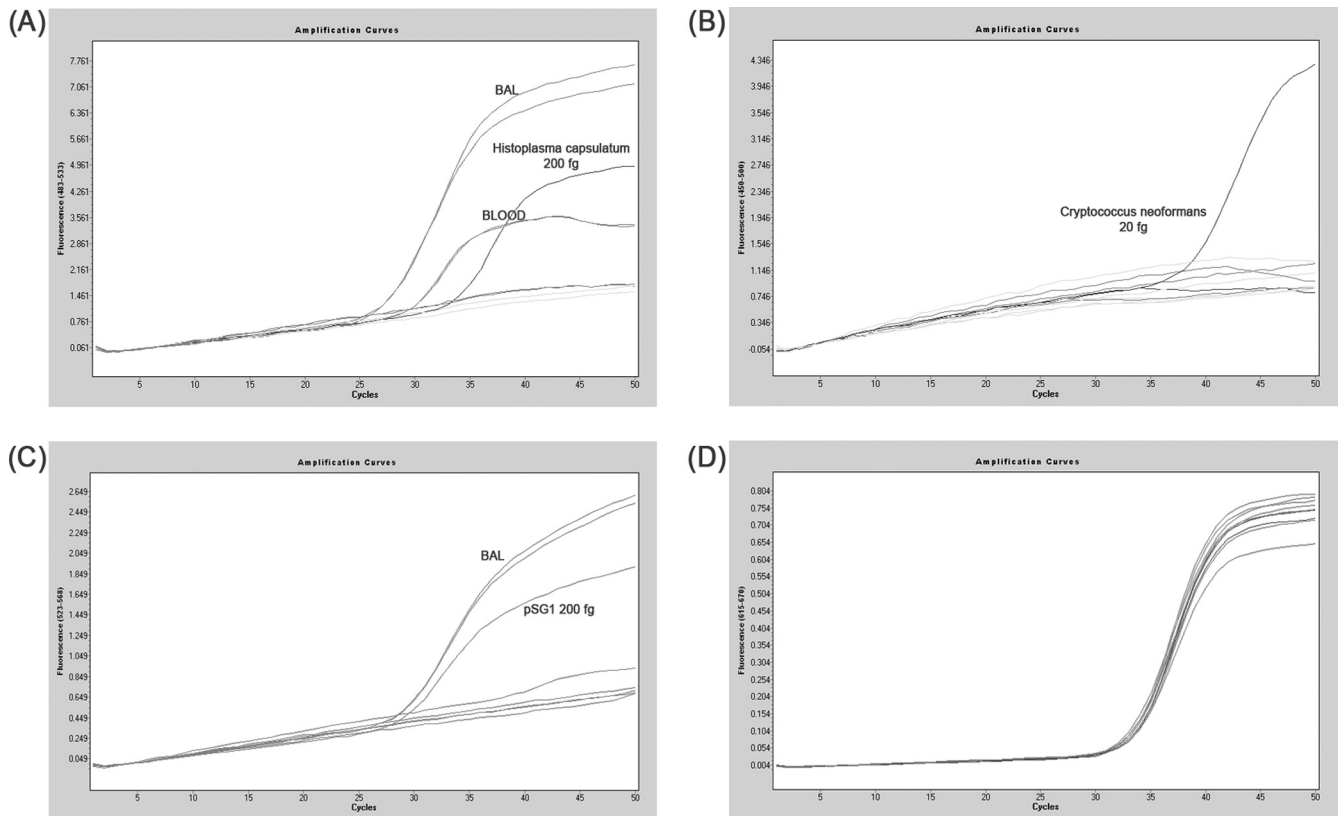 (A)
Amplification Curves
Fluorescence (483-533)
7.761
7.061
6.361
5.661
4.961
4.261
3.561
2.861
2.161
1.461
0.761
0.061
BAL
Histoplasma capsulatum
200 fg
BLOOD
5 10 15 20 25 30 35 40 45 50
Cycles
(B)
Amplification Curves
Fluorescence (450-500)
4.346
3.946
3.546
3.146
2.746
2.346
1.946
1.546
1.146
0.746
0.346
-0.054
Cryptococcus neoformans
20 fg
5 10 15 20 25 30 35 40 45 50
Cycles
(C)
Amplification Curves
Fluorescence (523-568)
2.649
2.449
2.249
2.049
1.849
1.649
1.449
1.249
1.049
0.849
0.649
0.449
0.249
0.049
BAL
pSG1 200 fg
5 10 15 20 25 30 35 40 45 50
Cycles
(D)
Amplification Curves
Fluorescence (615-670)
0.804
0.754
0.704
0.654
0.604
0.554
0.504
0.454
0.404
0.354
0.304
0.254
0.204
0.154
0.104
0.054
0.004
5 10 15 20 25 30 35 40 45 50
Cycles